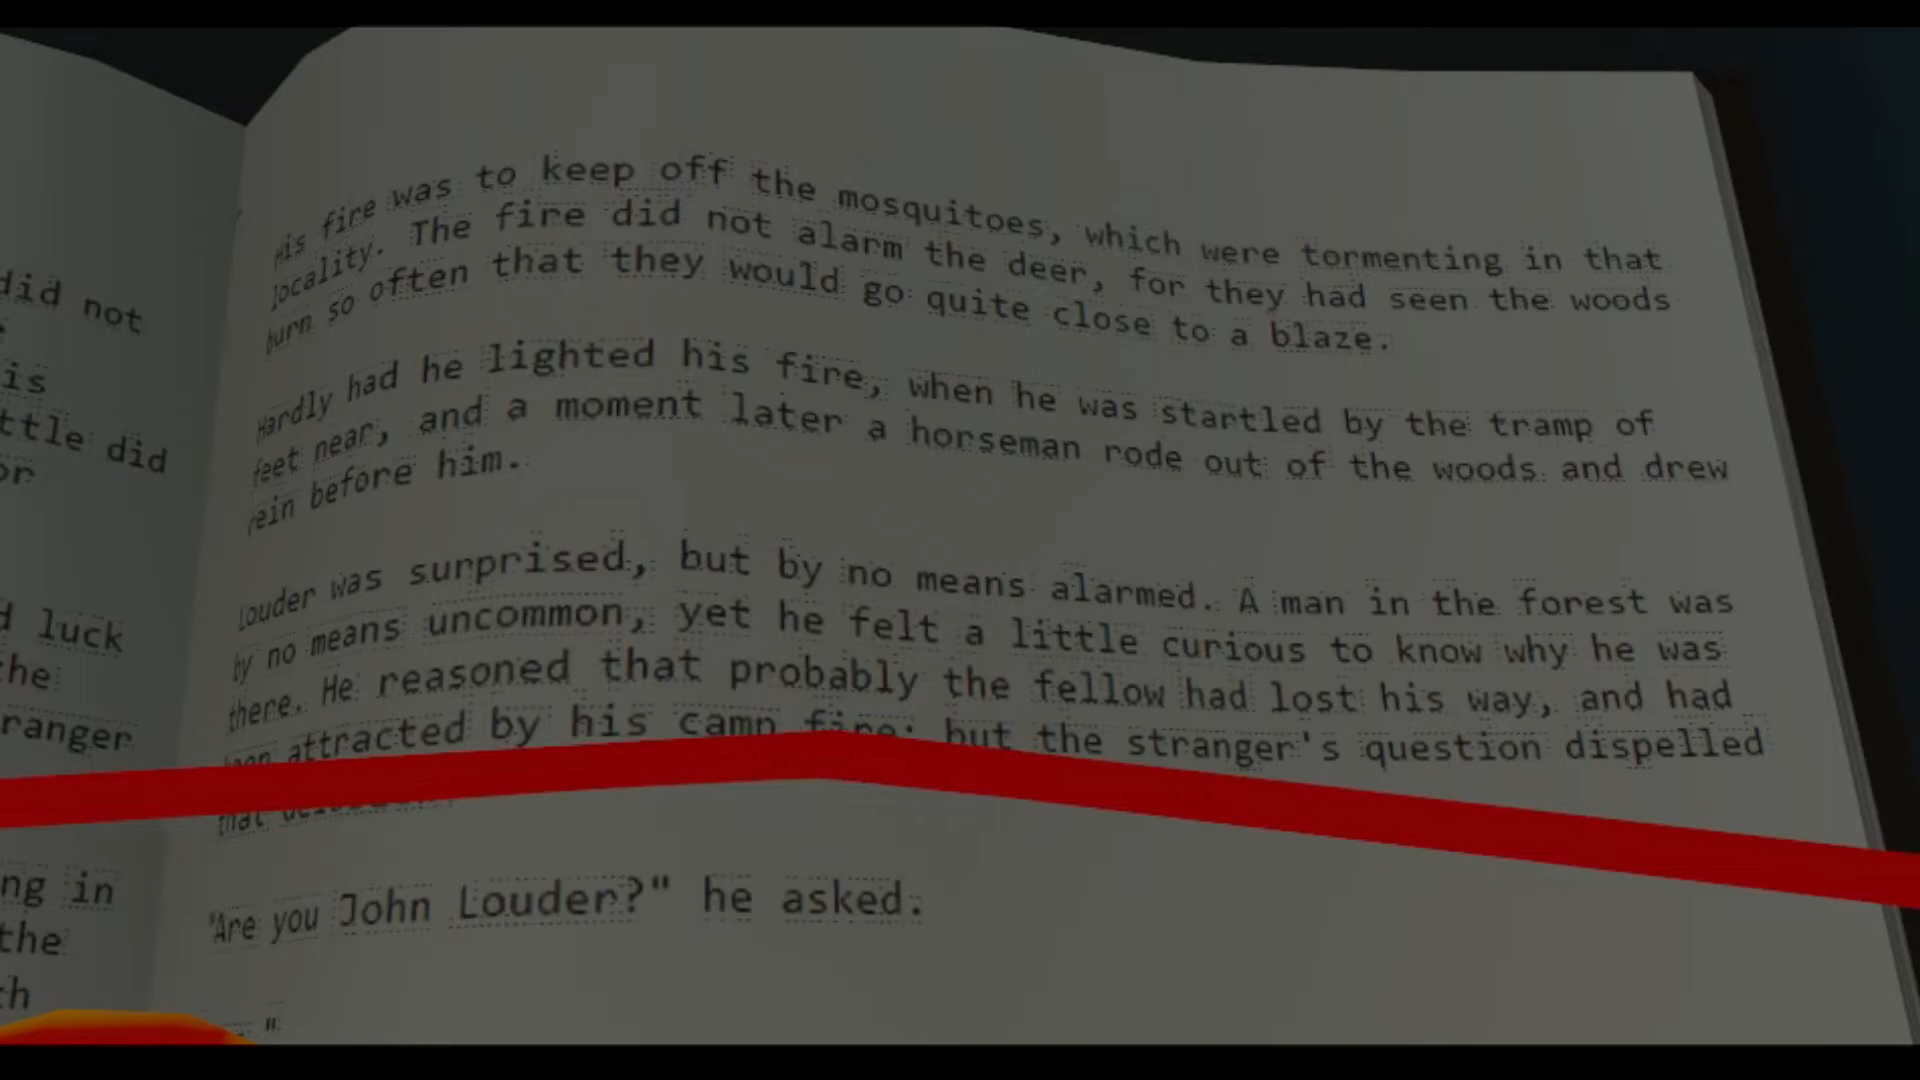 did not
is
ttle did
or
d luck
the
ranger
ng in
the
th
His fire was to keep off the mosquitoes, which were tormenting in that
locality. The fire did not alarm the deer, for they had seen the woods
burn so often that they would go quite close to a blaze.
Hardly had he lighted his fire, when he was startled by the tramp of
feet near, and a moment later a horseman rode out of the woods and drew
rein before him.
Louder was surprised, but by no means alarmed. A man in the forest was
by no means uncommon, yet he felt a little curious to know why he was
there. He reasoned that probably the fellow had lost his way, and had
been attracted by his camp fire; but the stranger's question dispelled
that
"Are you John Louder?" he asked.